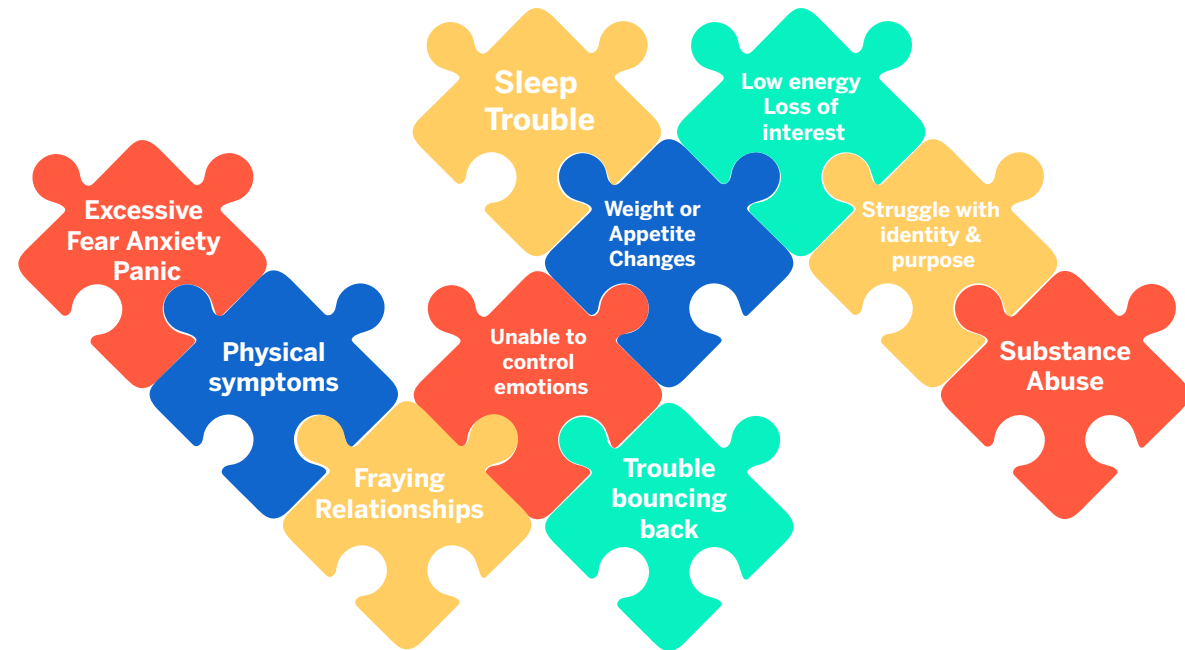 Sleep
Trouble
Low energy
Loss of
interest
Excessive
Fear Anxiety
Panic
Weight or
Appetite
Changes
Struggle with
identity &
purpose
Physical
symptoms
Unable to
control
emotions
Substance
Abuse
Fraying
Relationships
Trouble
bouncing
back